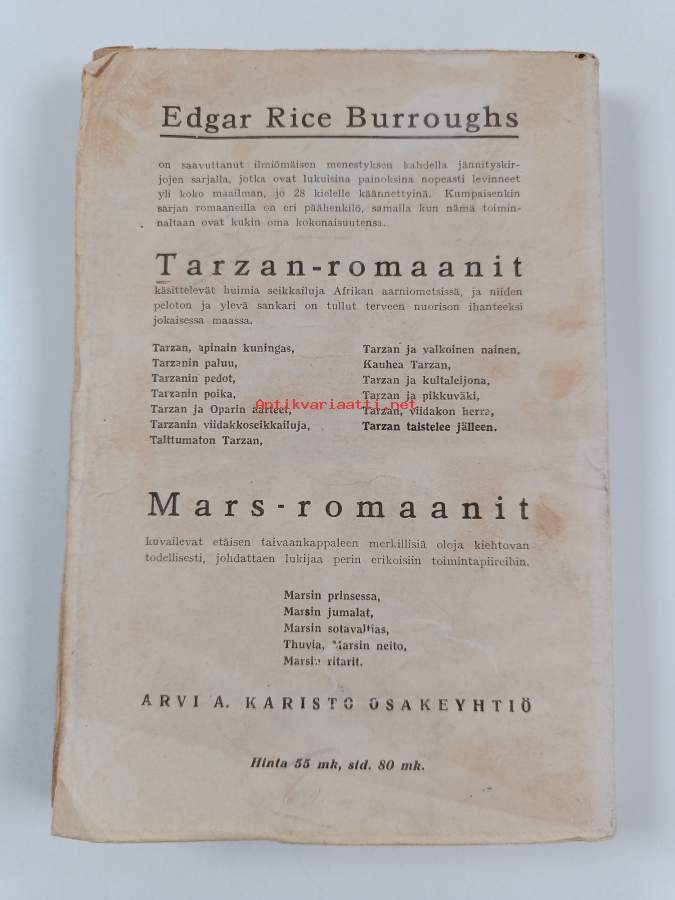 Edgar Rice Burroughs
on saavuttanut ilmiömäisen menestyksen kahdella jännityskir-
jojen sarjalla, jotka ovat lukuisina painoksina nopeasti levinneet
yli koko maailman, jo 28 kielelle käännettyinä. Kumpaisenkin
sarjan romaaneilla on eri päähenkilö, samalla kun nämä toimin-
naltaan ovat kukin oma kokonaisuutensa.
Tarzan-romaanit
käsittelevät huimia seikkailuja Afrikan aarniometsissä, ja niiden
peloton ja ylevä sankari on tullut terveen nuorison ihanteeksi
jokaisessa maassa.
Tarzan, apinain kuningas,
Tarzanin paluu,
Tarzanin pedot,
Tarzanin poika,
Tarzan ja Oparin aarteet,
Tarzanin viidakkoseikkailuja,
Talttumaton Tarzan,
Tarzan ja valkoinen nainen,
Kauhea Tarzan,
Tarzan ja kultaleijona,
Tarzan ja pikkuväki,
Tarzan, viidakon herra,
Tarzan taistelee jälleen.
Antikvariaatti.net
Mars-romaanit
kuvailevat etäisen taivaankappaleen merkillisiä oloja kiehtovan
todellisesti, johdattaen lukijaa perin erikoisiin toimintapiireihin.
Marsin prinsessa,
Marsin jumalat,
Marsin sotavaltias,
Thuvia, Marsin neito,
Marsin ritarit.
ARVI A. KARISTO OSAKEYHTIÖ
Hinta 55 mk, sid. 80 mk.